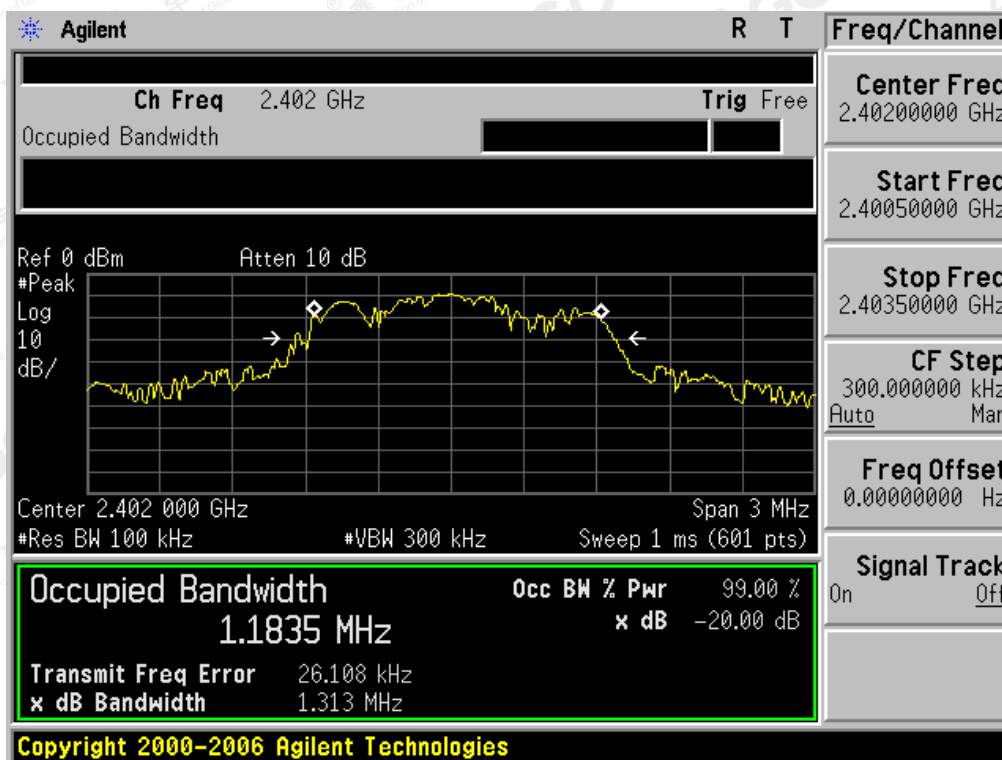 Agilent R T
Freq/Channel
Ch Freq 2.402 GHz Trig Free
Occupied Bandwidth
Center Freq
2.40200000 GHz
Start Freq
2.40050000 GHz
Stop Freq
2.40350000 GHz
CF Step
300.000000 kHz
Auto Man
Freq Offset
0.00000000 Hz
Signal Track
On Off
Ref 0 dBm Atten 10 dB
#Peak
Log
10
dB/
Center 2.402 000 GHz Span 3 MHz
#Res BW 100 kHz #VBW 300 kHz Sweep 1 ms (601 pts)
Occupied Bandwidth
1.1835 MHz
Occ BW % Pwr 99.00 %
x dB -20.00 dB
Transmit Freq Error 26.108 kHz
x dB Bandwidth 1.313 MHz
Copyright 2000-2006 Agilent Technologies